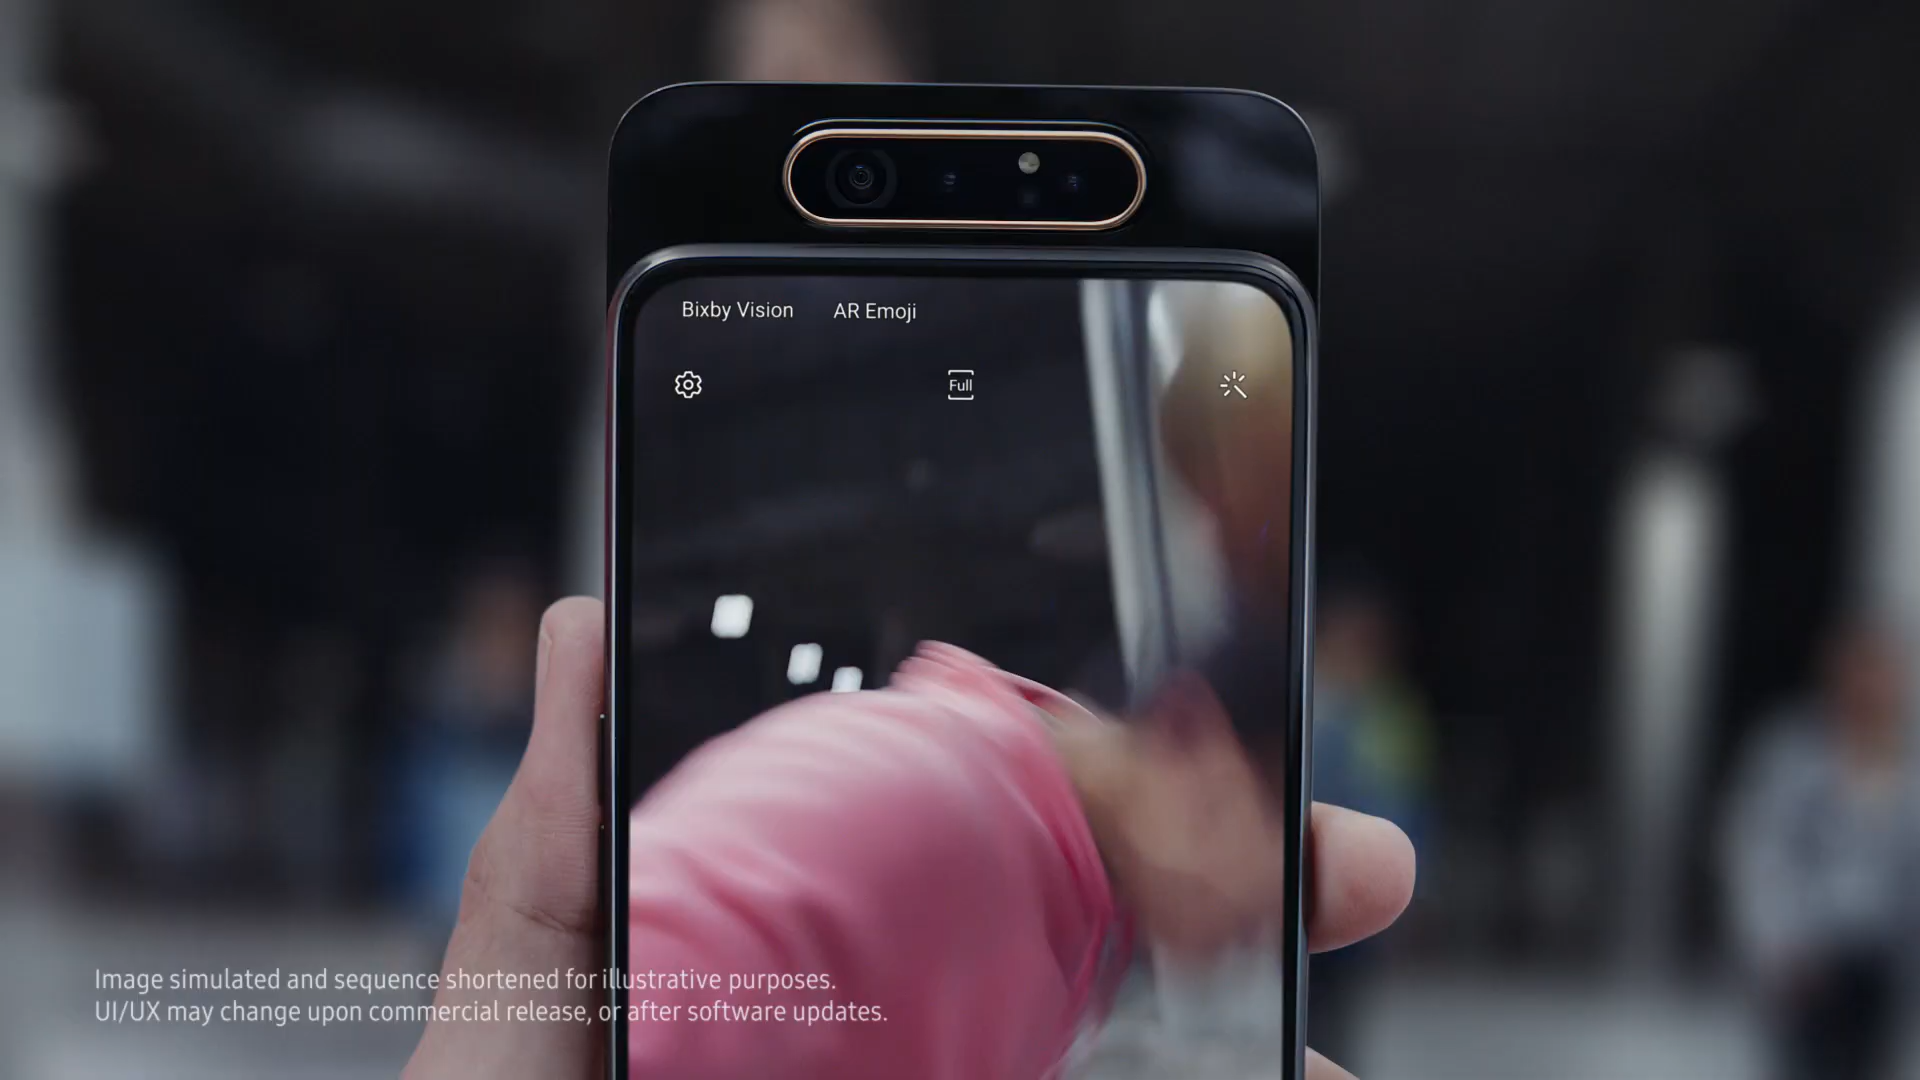 Bixby Vision AR Emoji
Full
Image simulated and sequence shortened for illustrative purposes.
UI/UX may change upon commercial release, or after software updates.